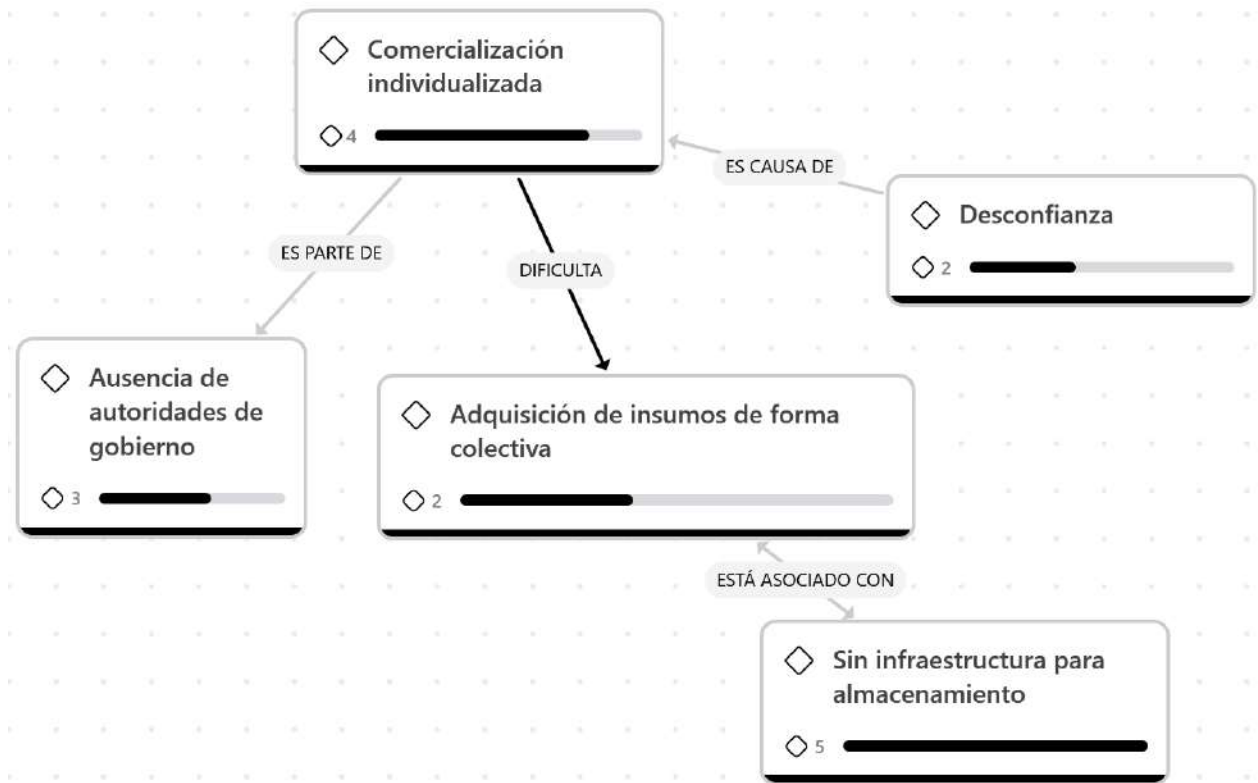 Comercialización
individualizada
4
ES CAUSA DE
Desconfianza
2
ES PARTE DE
DIFICULTA
Ausencia de
autoridades de
gobierno
3
Adquisición de insumos de forma
colectiva
2
ESTÁ ASOCIADO CON
Sin infraestructura para
almacenamiento
5